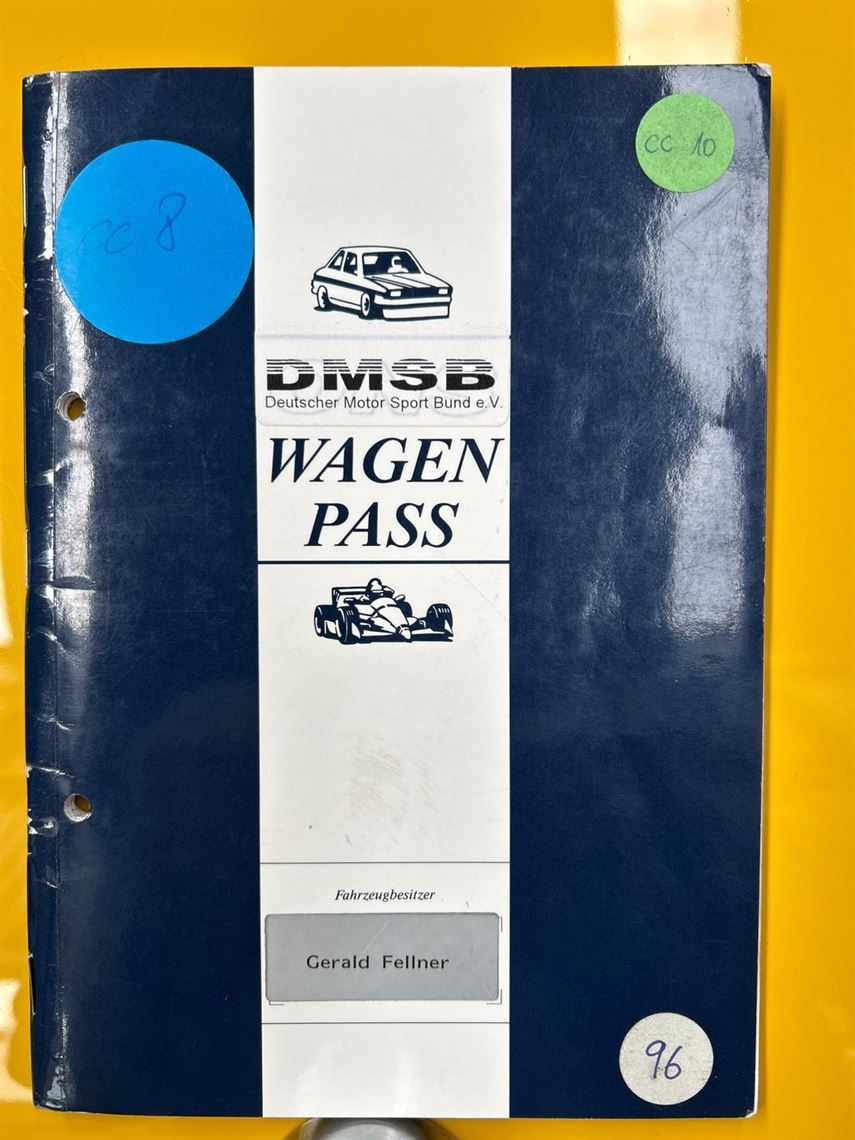 cc 10
cc 8
DMSB
Deutscher Motor Sport Bund e.V.
WAGEN
PASS
Fahrzeugbesitzer
Gerald Fellner
96